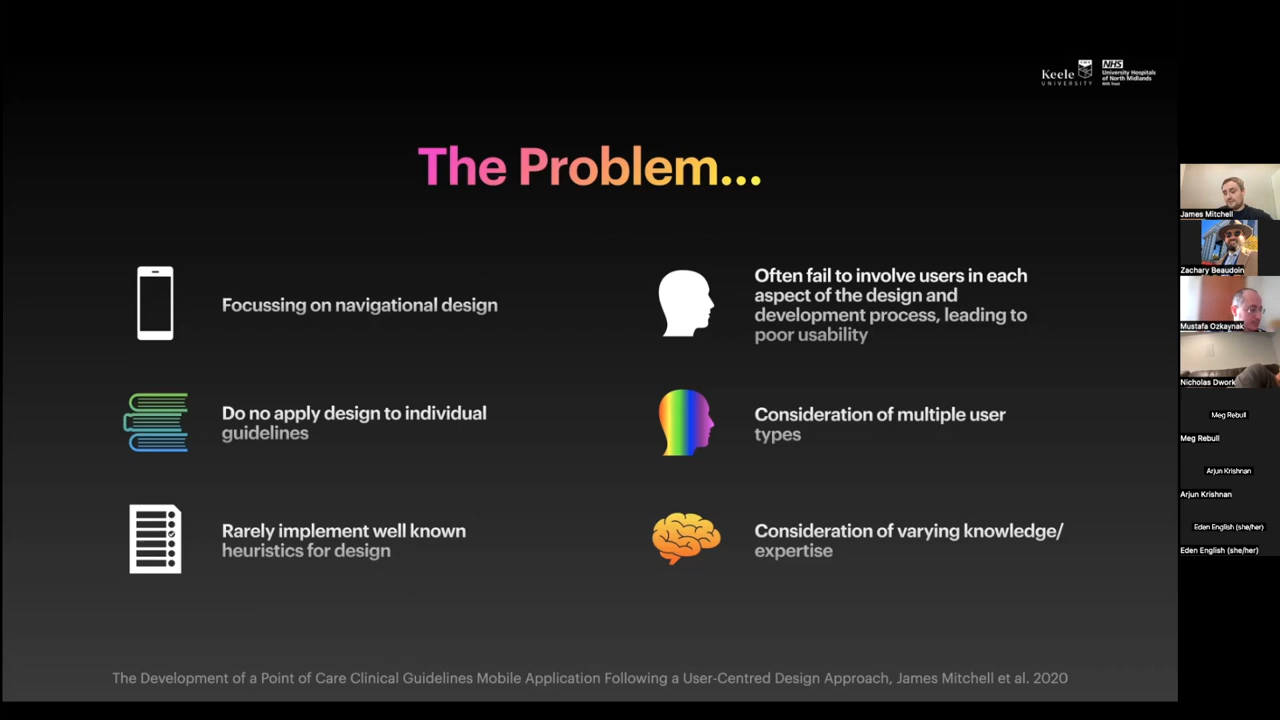 Keele
UNIVERSITY
NHS
University Hospitals
of North Midlands
NHS Trust
The Problem...
Focussing on navigational design
Often fail to involve users in each
aspect of the design and
development process, leading to
poor usability
Do no apply design to individual
guidelines
Consideration of multiple user
types
Rarely implement well known
heuristics for design
Consideration of varying knowledge/
expertise
The Development of a Point of Care Clinical Guidelines Mobile Application Following a User-Centred Design Approach, James Mitchell et al. 2020
James Mitchell
Zachary Beaudoin
Mustafa Ozkaynak
Nicholas Dwork
Meg Rebull
Meg Rebull
Arjun Krishnan
Arjun Krishnan
Eden English (she/her)
Eden English (she/her)